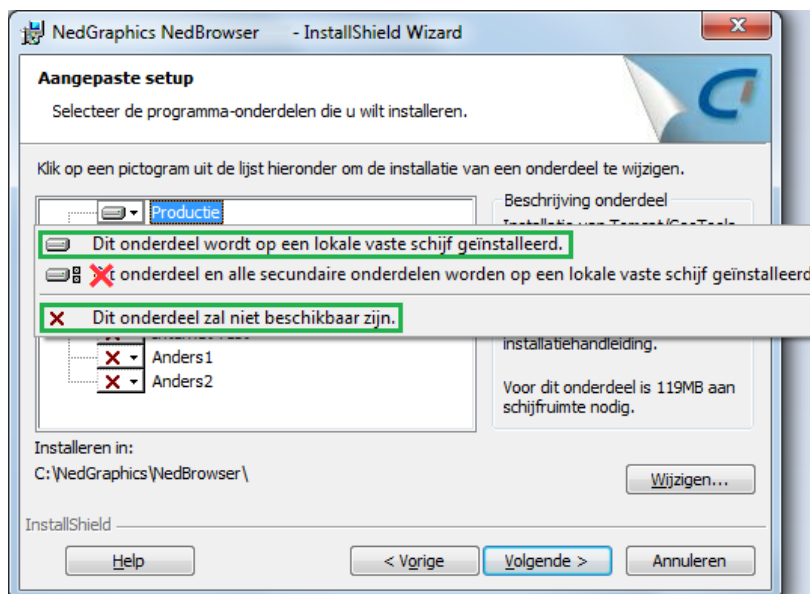 NedGraphics NedBrowser - InstallShield Wizard
Aangepaste setup
Selecteer de programma-onderdelen die u wilt installeren.
Klik op een pictogram uit de lijst hieronder om de installatie van een onderdeel te wijzigen.
Productie
Beschrijving onderdeel
Dit onderdeel wordt op een lokale vaste schijf geïnstalleerd.
onderdeel en alle secundaire onderdelen worden op een lokale vaste schijf geïnstalleerd
Dit onderdeel zal niet beschikbaar zijn.
installatiehandleiding.
Anders1
Anders2
Voor dit onderdeel is 119MB aan
schijfruimte nodig.
Installeren in:
C:\NedGraphics\NedBrowser\
Wijzigen...
InstallShield
Help
< Vorige
Volgende >
Annuleren